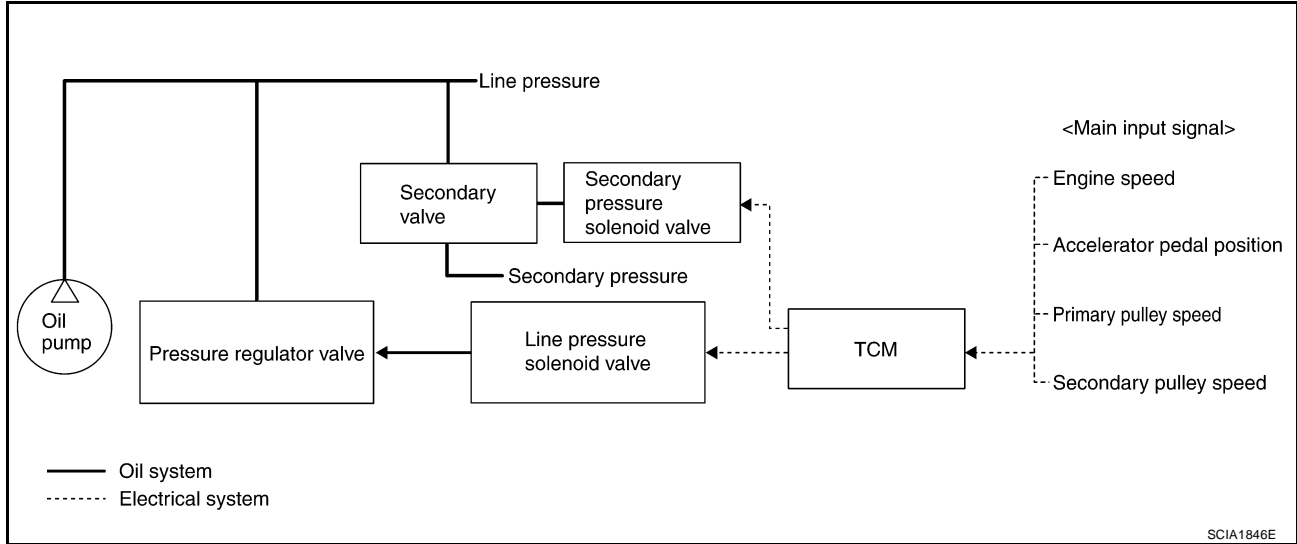 Line pressure
<Main input signal>
Secondary
valve
Secondary
pressure
solenoid valve
Engine speed
Accelerator pedal position
Secondary pressure
Oil
pump
Pressure regulator valve
Line pressure
solenoid valve
TCM
Primary pulley speed
Secondary pulley speed
Oil system
Electrical system
SCIA1846E